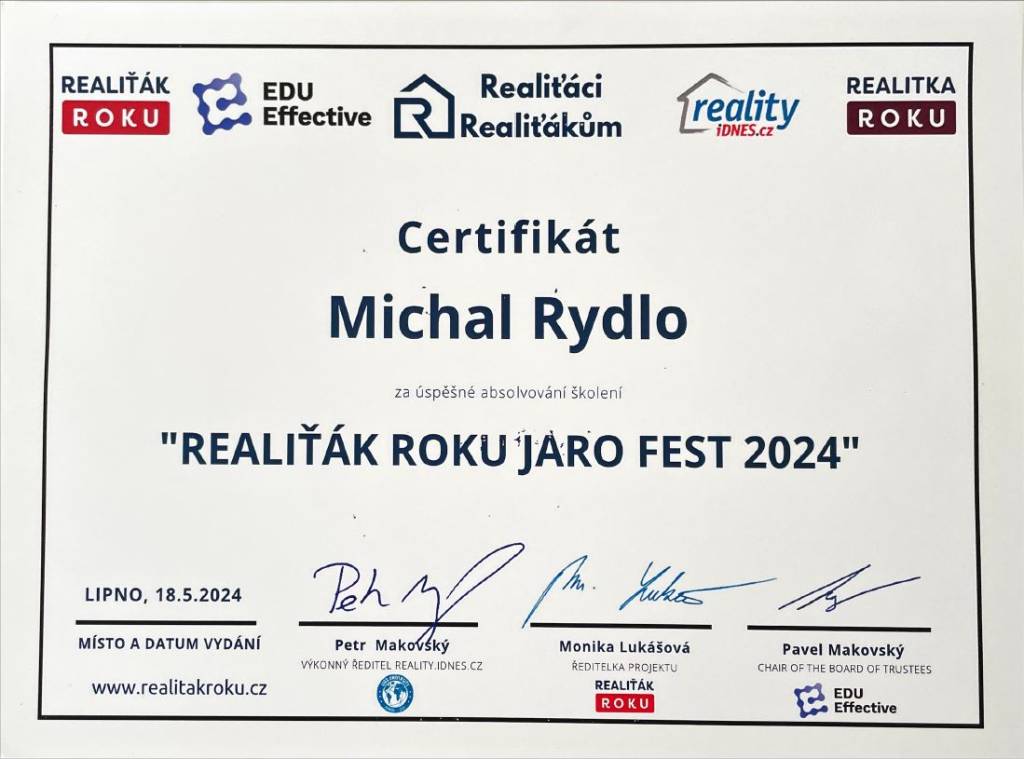 REALIŤÁK
ROKU
EDU
Effective
Realiťáci
Realiťákům
reality
iDNES.cz
REALITKA
ROKU
Certifikát
Michal Rydlo
za úspěšné absolvování školení
"REALIŤÁK ROKU JARO FEST 2024"
LIPNO, 18.5.2024
MÍSTO A DATUM VYDÁNÍ
www.realitakroku.cz
Petr Makovský
VÝKONNÝ ŘEDITEL REALITY.IDNES.CZ
Monika Lukášová
ŘEDITELKA PROJEKTU
REALIŤÁK
ROKU
Pavel Makovský
CHAIR OF THE BOARD OF TRUSTEES
EDU
Effective